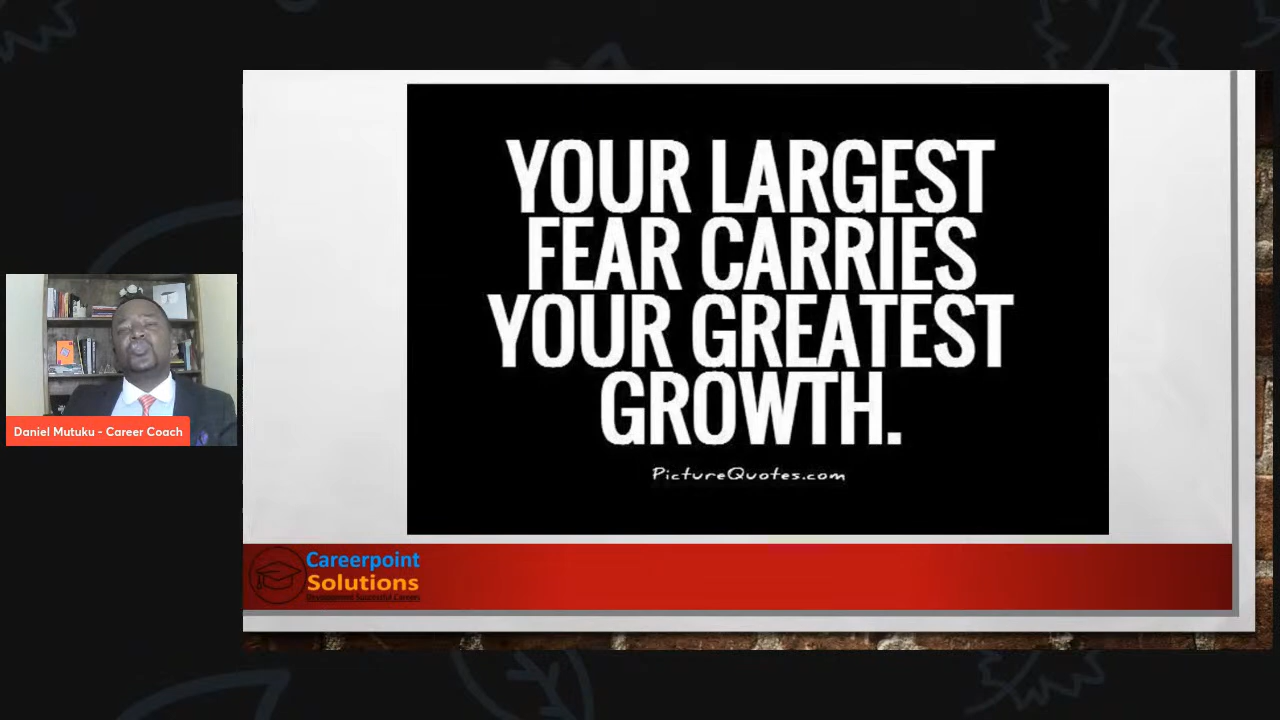 YOUR LARGEST
FEAR CARRIES
YOUR GREATEST
GROWTH.
PictureQuotes.com
Daniel Mutuku - Career Coach
Careerpoint
Solutions